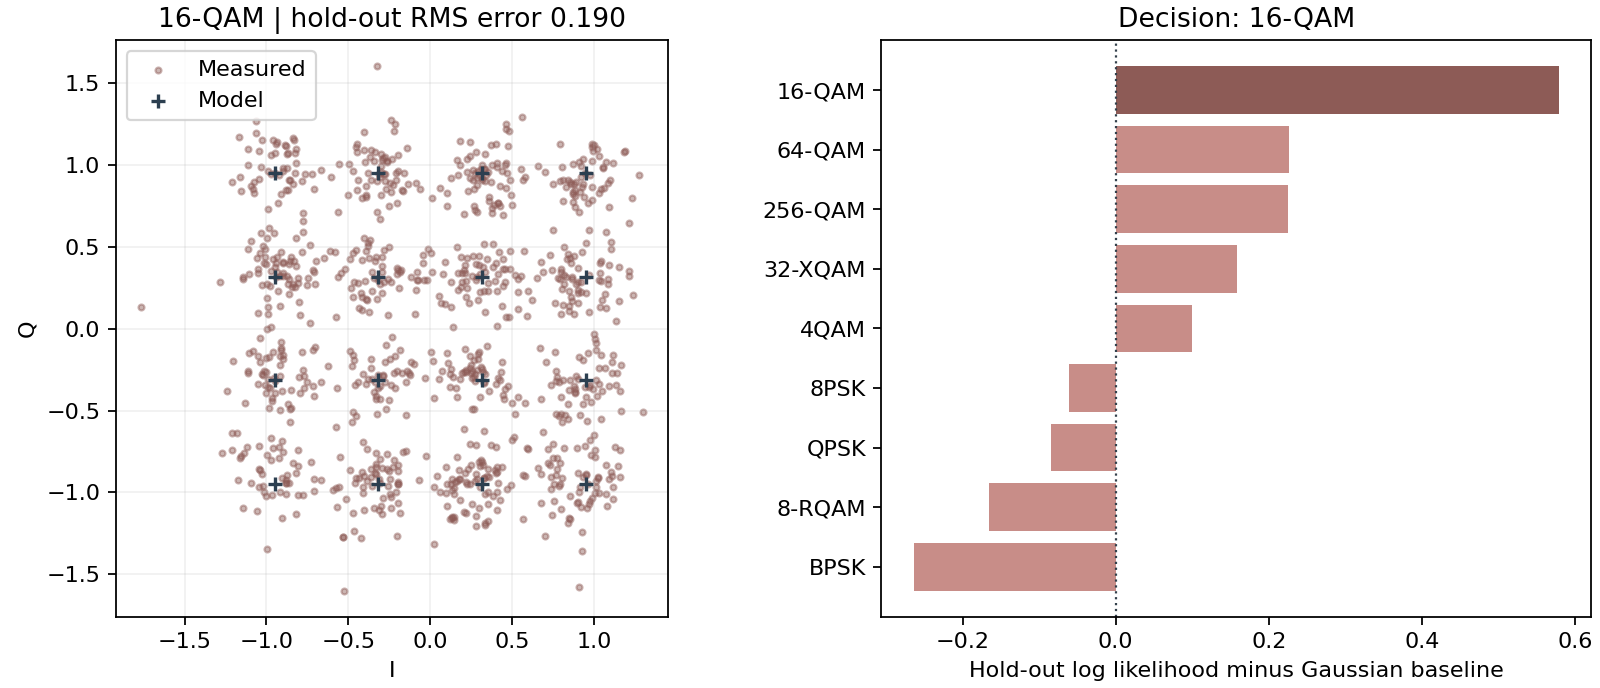 16-QAM | hold-out RMS error 0.190
Measured
Model
1.5
1.0
0.5
0.0
−0.5
−1.0
−1.5
Q
−1.5
−1.0
−0.5
0.0
0.5
1.0
I
Decision: 16-QAM
16-QAM
64-QAM
256-QAM
32-XQAM
4QAM
8PSK
QPSK
8-RQAM
BPSK
−0.2
0.0
0.2
0.4
0.6
Hold-out log likelihood minus Gaussian baseline